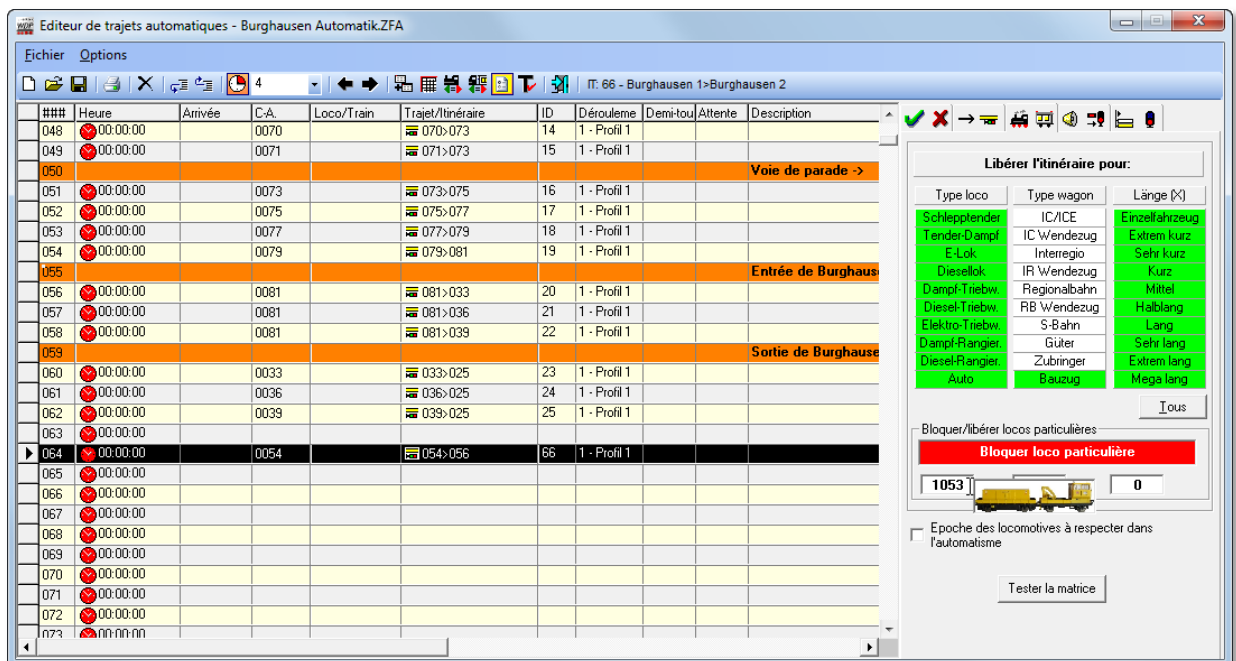 Editeur de trajets automatiques - Burghausen Automatik.ZFA
Fichier Options
4 IT: 66 - Burghausen 1>Burghausen 2
### Heure Arrivée C.A. Loco/Train Trajet/Itinéraire ID Dérouleme Demi-tou Attente Description
048 00:00:00 0070 070>073 14 1 - Profil 1
049 00:00:00 0071 071>073 15 1 - Profil 1
050 Voie de parade ->
051 00:00:00 0073 073>075 16 1 - Profil 1
052 00:00:00 0075 075>077 17 1 - Profil 1
053 00:00:00 0077 077>079 18 1 - Profil 1
054 00:00:00 0079 079>081 19 1 - Profil 1
055 Entrée de Burghaus
056 00:00:00 0081 081>033 20 1 - Profil 1
057 00:00:00 0081 081>036 21 1 - Profil 1
058 00:00:00 0081 081>039 22 1 - Profil 1
059 Sortie de Burghause
060 00:00:00 0033 033>025 23 1 - Profil 1
061 00:00:00 0036 036>025 24 1 - Profil 1
062 00:00:00 0039 039>025 25 1 - Profil 1
063 00:00:00
064 00:00:00 0054 054>056 66 1 - Profil 1
065 00:00:00
066 00:00:00
067 00:00:00
068 00:00:00
069 00:00:00
070 00:00:00
071 00:00:00
072 00:00:00
073 00:00:00
Libérer l'itinéraire pour:
Type loco Type wagon Länge (X)
Schlepptender IC/ICE Einzelfahrzeug
Tender-Dampf IC Wendezug Extrem kurz
E-Lok Interregio Sehr kurz
Diesellok IR Wendezug Kurz
Dampf-Triebw. Regionalbahn Mittel
Diesel-Triebw. RB Wendezug Halblang
Elektro-Triebw. S-Bahn Lang
Dampf-Rangier. Güter Sehr lang
Diesel-Rangier. Zubringer Extrem lang
Auto Bauzug Mega lang
Tous
Bloquer/libérer locos particulières
Bloquer loco particulière
1053 0
Epoche des locomotives à respecter dans
l'automatisme
Tester la matrice